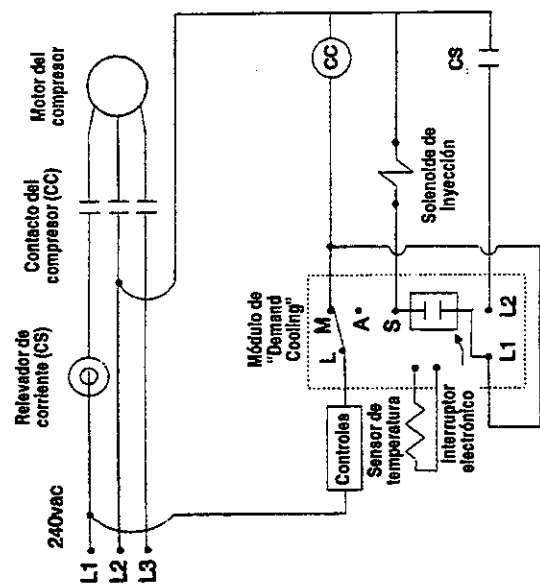 240vac
L1
L2
L3
Relevador de
corriente (CS)
Contacto del
compresor (CC)
Motor del
compresor
Módulo de
"Demand
Cooling"
CC
CS
Solenoide de
Inyección
L
M
A
S
L1
L2
Controles
Sensor de
temperatura
Interruptor
electrónico